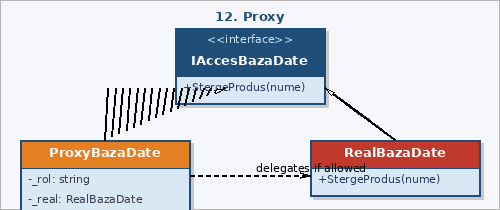 12. Proxy
<<interface>>
IAccesBazaDate
+StergeProdus(nume)
ProxyBazaDate
-_rol: string
-_real: RealBazaDate
delegates if allowed
RealBazaDate
+StergeProdus(nume)